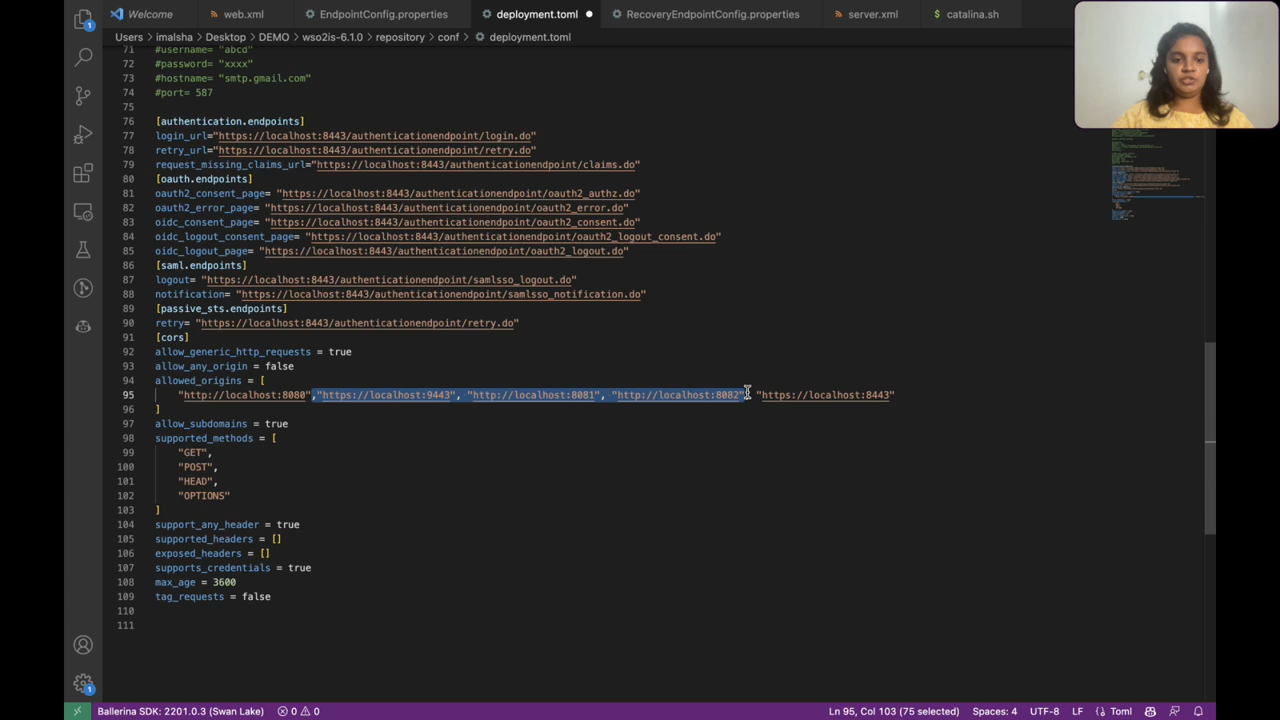 Welcome web.xml EndpointConfig.properties deployment.toml RecoveryEndpointConfig.properties server.xml catalina.sh
Users > imalsha > Desktop > DEMO > wso2is-6.1.0 > repository > conf > deployment.toml
71 #username= "abcd"
72 #password= "xxxx"
73 #hostname= "smtp.gmail.com"
74 #port= 587
75
76 [authentication.endpoints]
77 login_url="https://localhost:8443/authenticationendpoint/login.do"
78 retry_url="https://localhost:8443/authenticationendpoint/retry.do"
79 request_missing_claims_url="https://localhost:8443/authenticationendpoint/claims.do"
80 [oauth.endpoints]
81 oauth2_consent_page= "https://localhost:8443/authenticationendpoint/oauth2_authz.do"
82 oauth2_error_page= "https://localhost:8443/authenticationendpoint/oauth2_error.do"
83 oidc_consent_page= "https://localhost:8443/authenticationendpoint/oauth2_consent.do"
84 oidc_logout_consent_page= "https://localhost:8443/authenticationendpoint/oauth2_logout_consent.do"
85 oidc_logout_page= "https://localhost:8443/authenticationendpoint/oauth2_logout.do"
86 [saml.endpoints]
87 logout= "https://localhost:8443/authenticationendpoint/samlsso_logout.do"
88 notification= "https://localhost:8443/authenticationendpoint/samlsso_notification.do"
89 [passive_sts.endpoints]
90 retry= "https://localhost:8443/authenticationendpoint/retry.do"
91 [cors]
92 allow_generic_http_requests = true
93 allow_any_origin = false
94 allowed_origins = [
95 "http://localhost:8080","https://localhost:9443", "http://localhost:8081", "http://localhost:8082", "https://localhost:8443"
96 ]
97 allow_subdomains = true
98 supported_methods = [
99 "GET",
100 "POST",
101 "HEAD",
102 "OPTIONS"
103 ]
104 support_any_header = true
105 supported_headers = []
106 exposed_headers = []
107 supports_credentials = true
108 max_age = 3600
109 tag_requests = false
110
111
1
1
Ballerina SDK: 2201.0.3 (Swan Lake) 0 0 Ln 95, Col 103 (75 selected) Spaces: 4 UTF-8 LF Toml